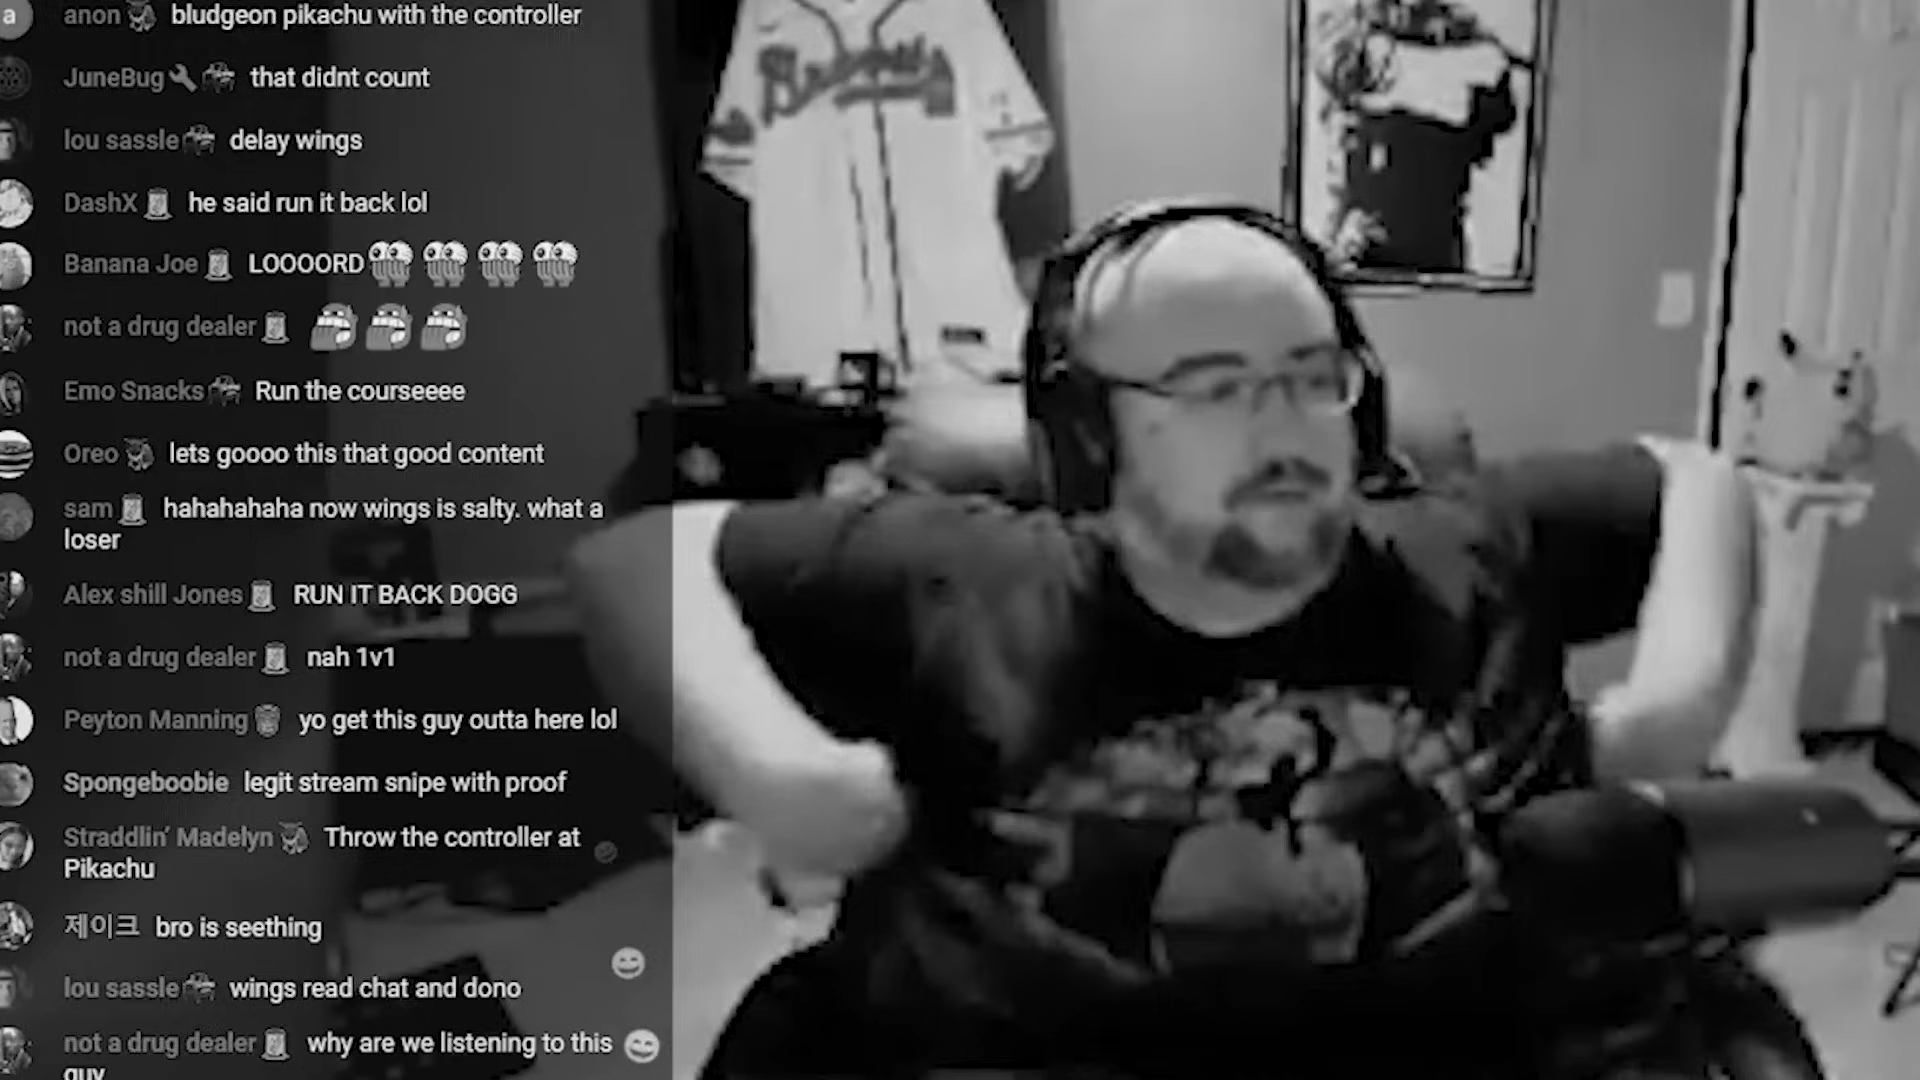 anon bludgeon pikachu with the controller
JuneBug that didnt count
lou sassle delay wings
DashX he said run it back lol
Banana Joe LOOOORD
not a drug dealer
Emo Snacks Run the courseeee
Oreo lets goooo this that good content
sam hahahahaha now wings is salty. what a
loser
Alex shill Jones RUN IT BACK DOGG
not a drug dealer nah 1v1
Peyton Manning yo get this guy outta here lol
Spongeboobie legit stream snipe with proof
Straddlin' Madelyn Throw the controller at
Pikachu
제이크 bro is seething
lou sassle wings read chat and dono
not a drug dealer why are we listening to this
guy
a
Braves